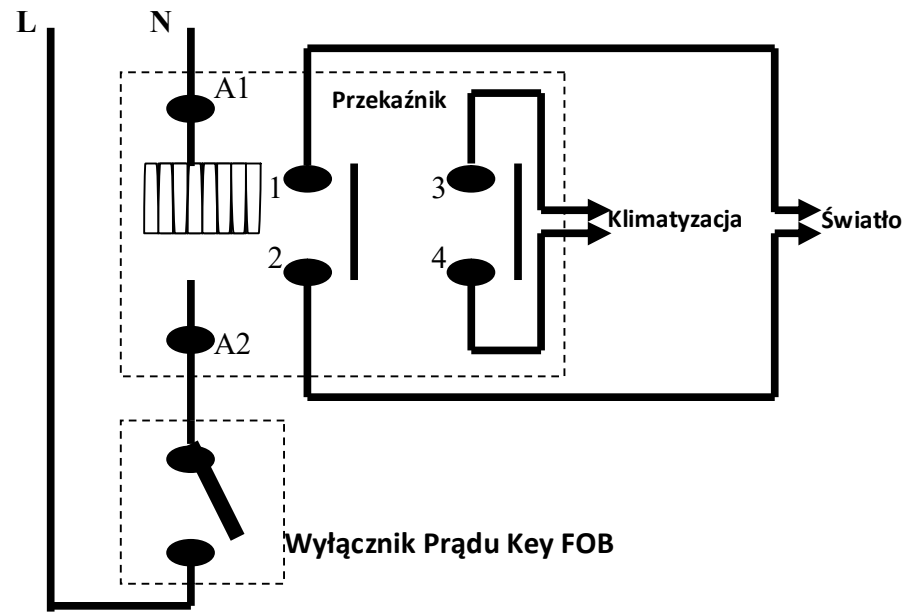 L N
A1
Przekaźnik
1 3
Klimatyzacja Światło
2 4
A2
Wyłącznik Prądu Key FOB